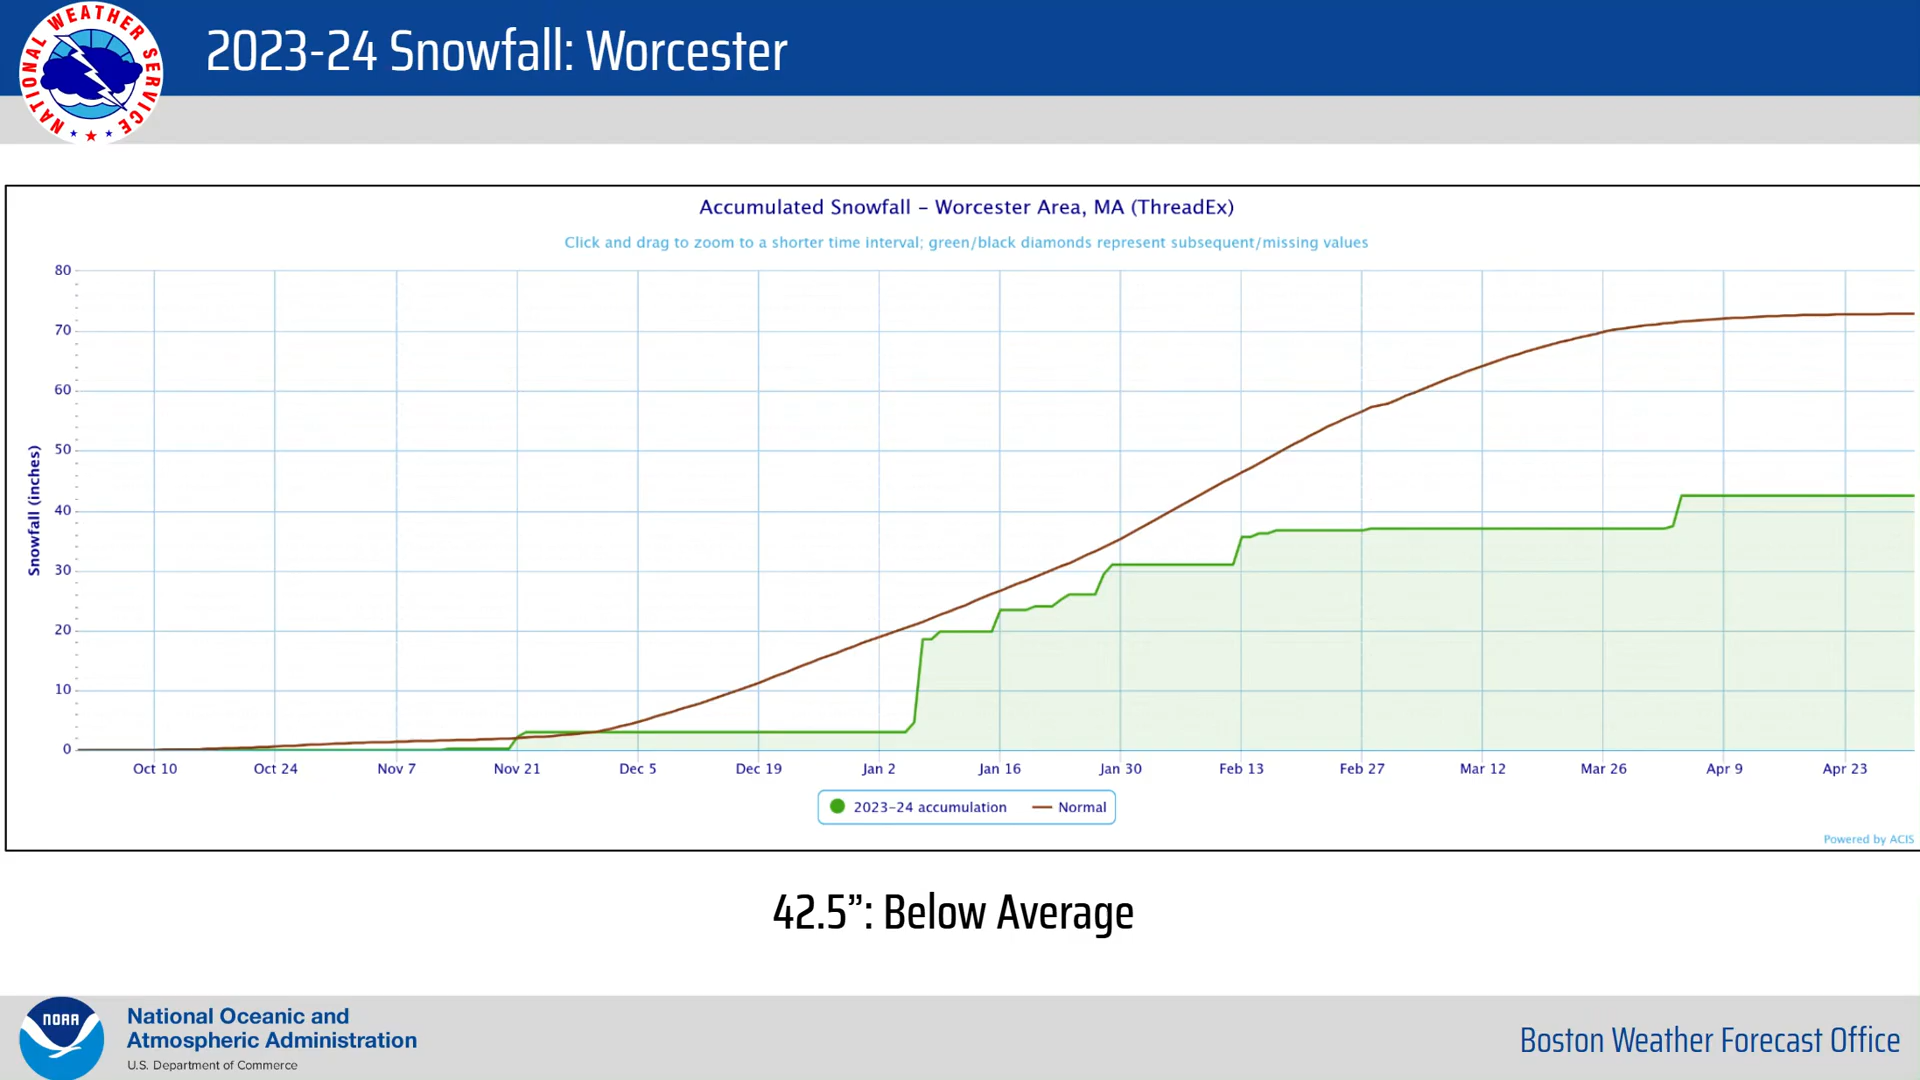 NATIONAL WEATHER SERVICE
2023-24 Snowfall: Worcester
Accumulated Snowfall – Worcester Area, MA (ThreadEx)
Click and drag to zoom to a shorter time interval; green/black diamonds represent subsequent/missing values
Snowfall (inches)
80
70
60
50
40
30
20
10
0
Oct 10 Oct 24 Nov 7 Nov 21 Dec 5 Dec 19 Jan 2 Jan 16 Jan 30 Feb 13 Feb 27 Mar 12 Mar 26 Apr 9 Apr 23
2023-24 accumulation Normal
Powered by ACIS
42.5”: Below Average
NOAA
National Oceanic and
Atmospheric Administration
U.S. Department of Commerce
Boston Weather Forecast Office